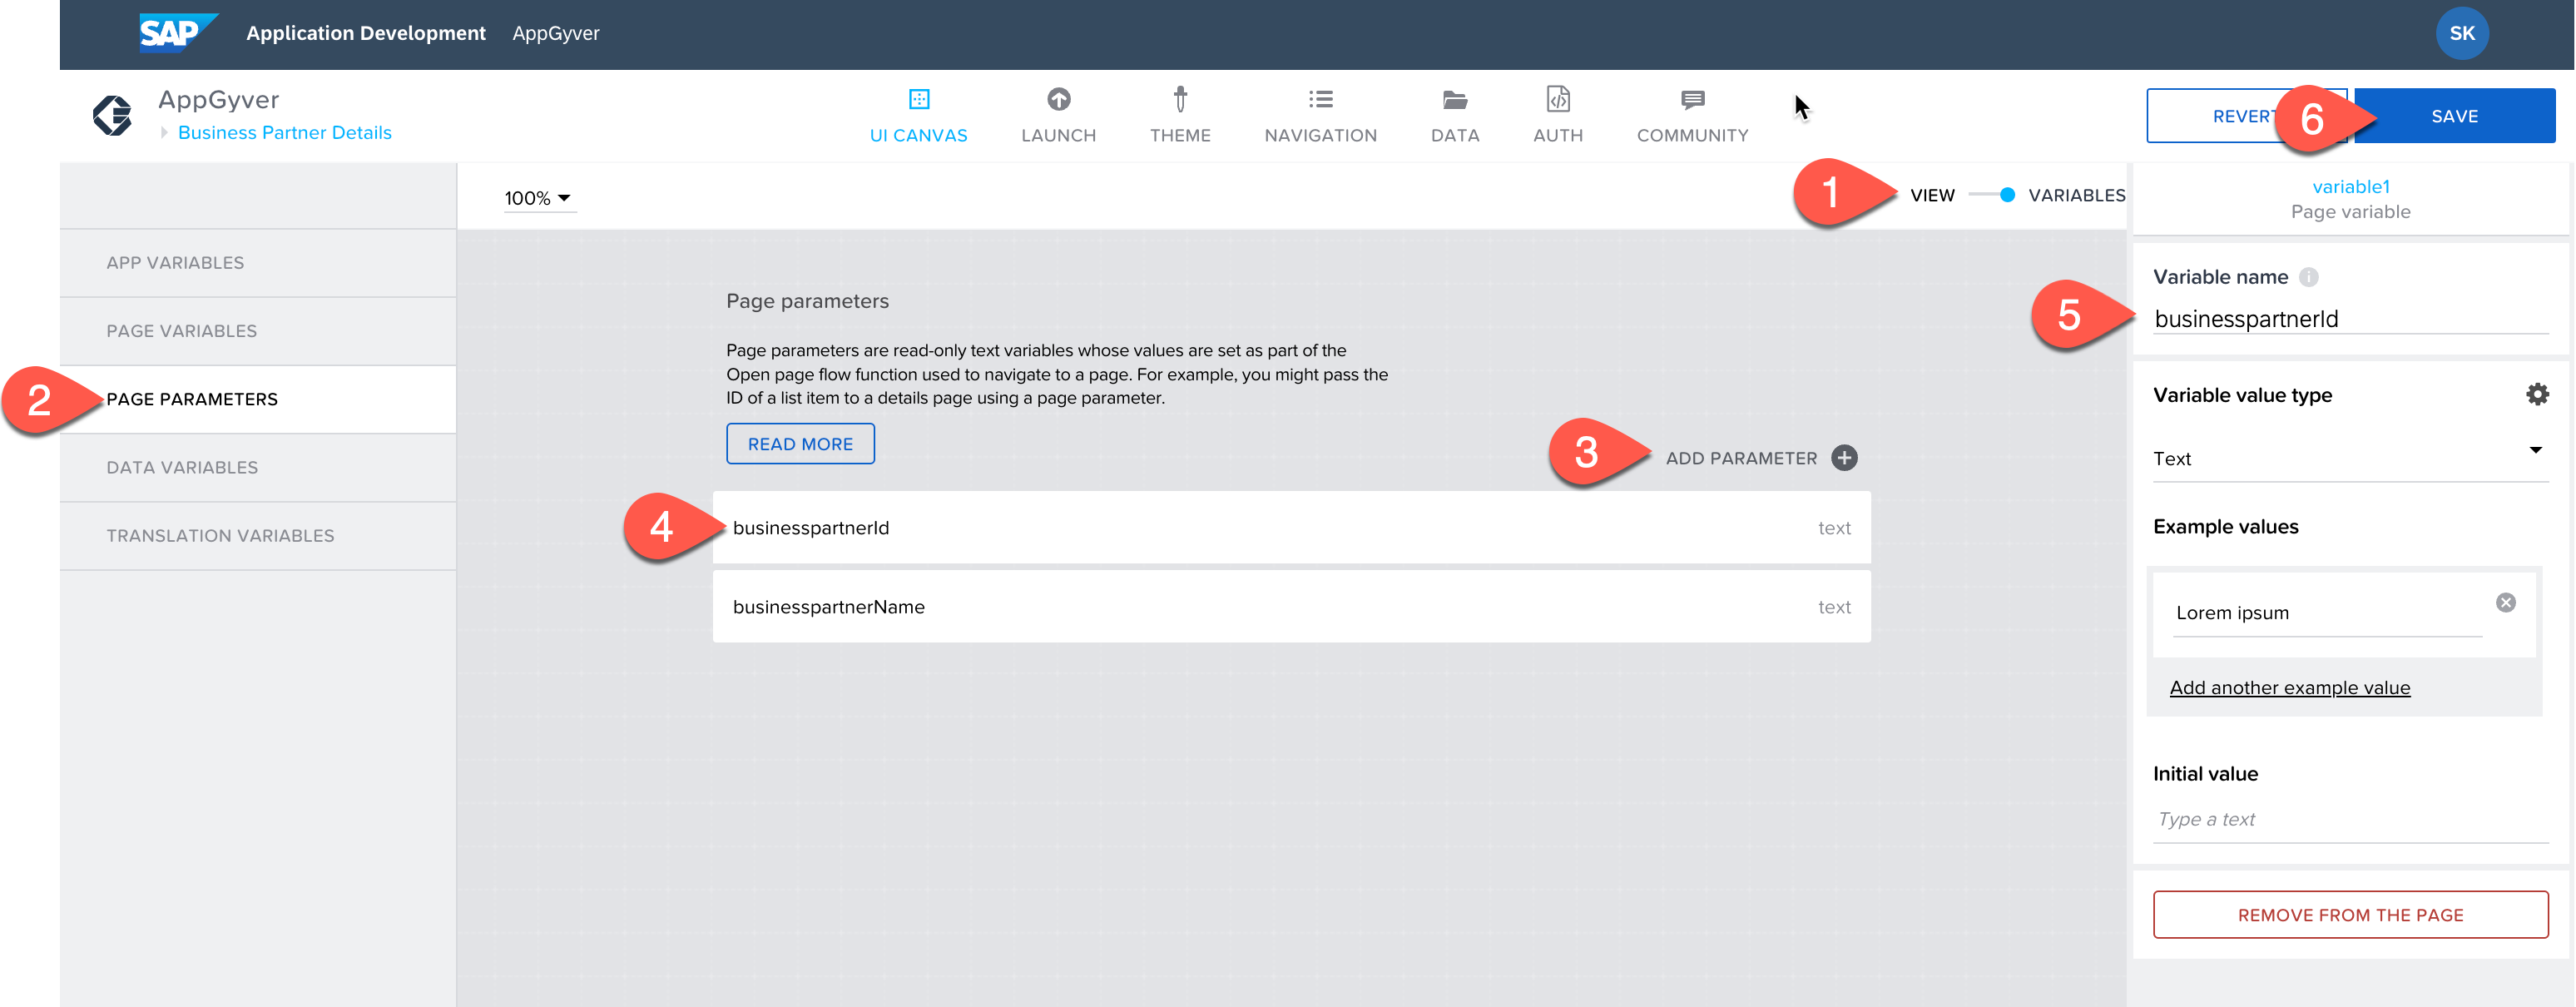 SAP Application Development AppGyver
SK
AppGyver
Business Partner Details
UI CANVAS
LAUNCH
THEME
NAVIGATION
DATA
AUTH
COMMUNITY
REVERT
6
SAVE
100%
1
VIEW
VARIABLES
APP VARIABLES
PAGE VARIABLES
2
PAGE PARAMETERS
DATA VARIABLES
TRANSLATION VARIABLES
Page parameters
Page parameters are read-only text variables whose values are set as part of the
Open page flow function used to navigate to a page. For example, you might pass the
ID of a list item to a details page using a page parameter.
READ MORE
3
ADD PARAMETER
4
businesspartnerId text
businesspartnerName text
variable1
Page variable
Variable name
5
businesspartnerId
Variable value type
Text
Example values
Lorem ipsum
Add another example value
Initial value
Type a text
REMOVE FROM THE PAGE